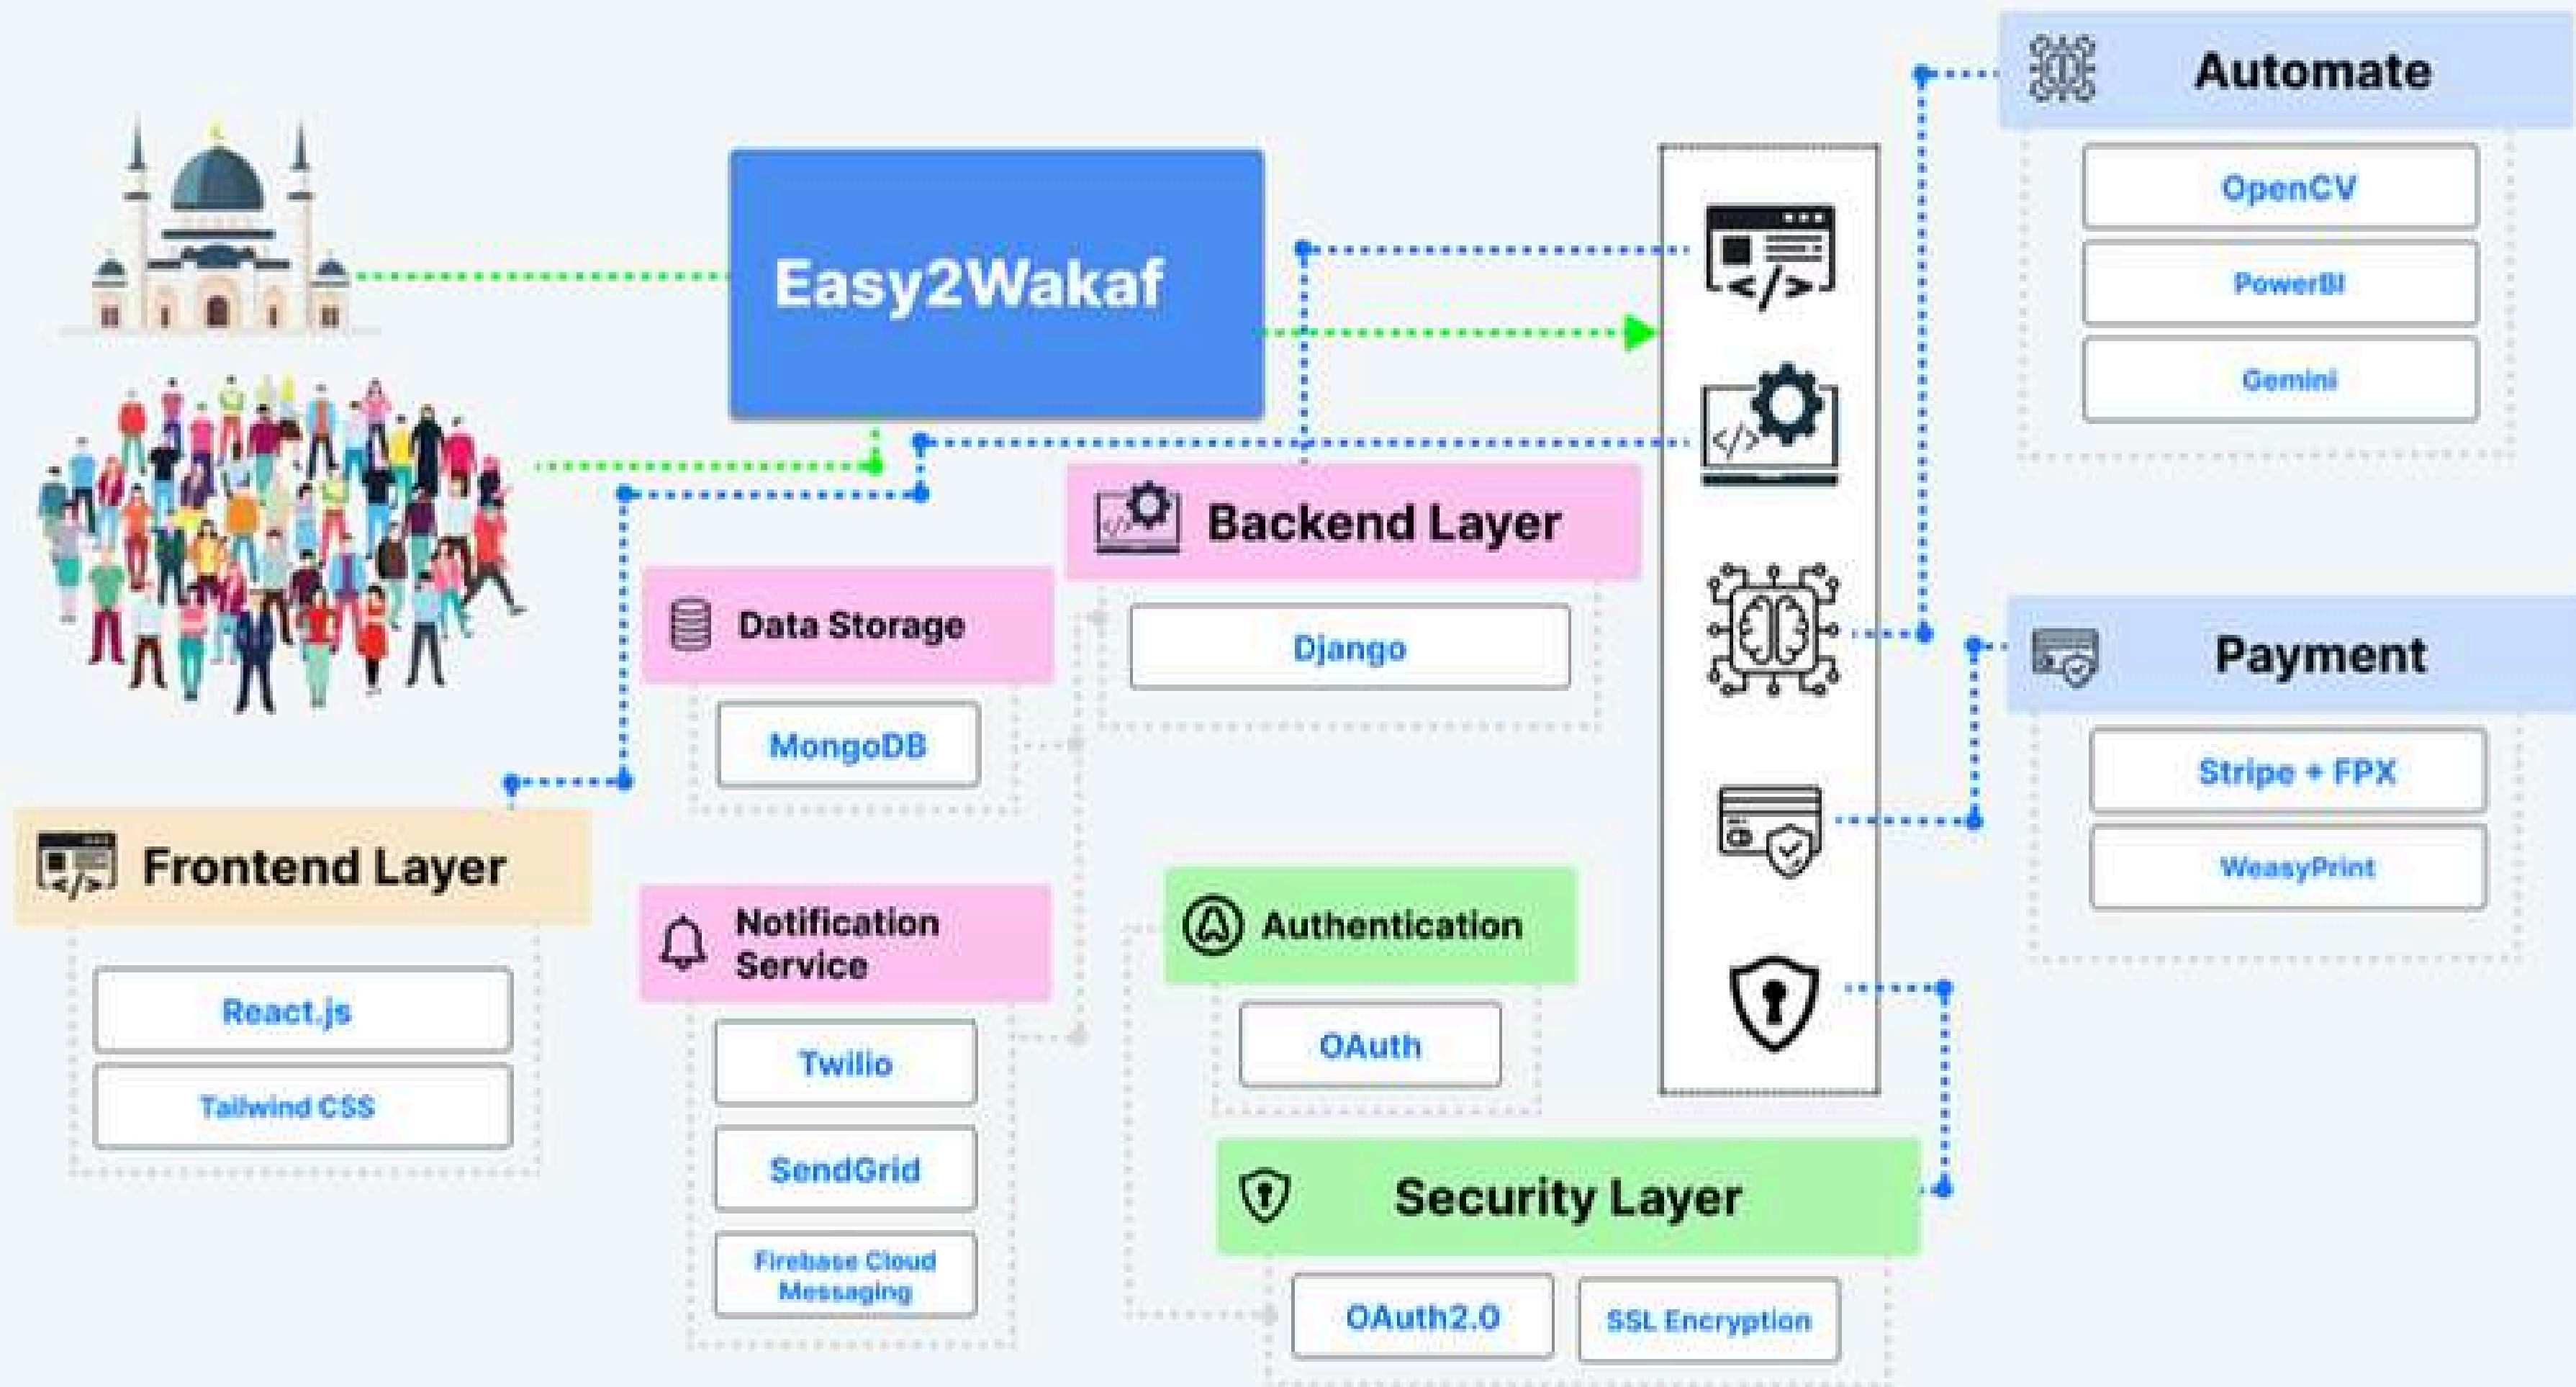 Automate
OpenCV
PowerBI
Gemini
Easy2Wakaf
Backend Layer
Django
Data Storage
MongoDB
Payment
Stripe + FPX
WeasyPrint
Frontend Layer
React.js
Tailwind CSS
Notification
Service
Twilio
SendGrid
Firebase Cloud
Messaging
Authentication
OAuth
Security Layer
OAuth2.0
SSL Encryption